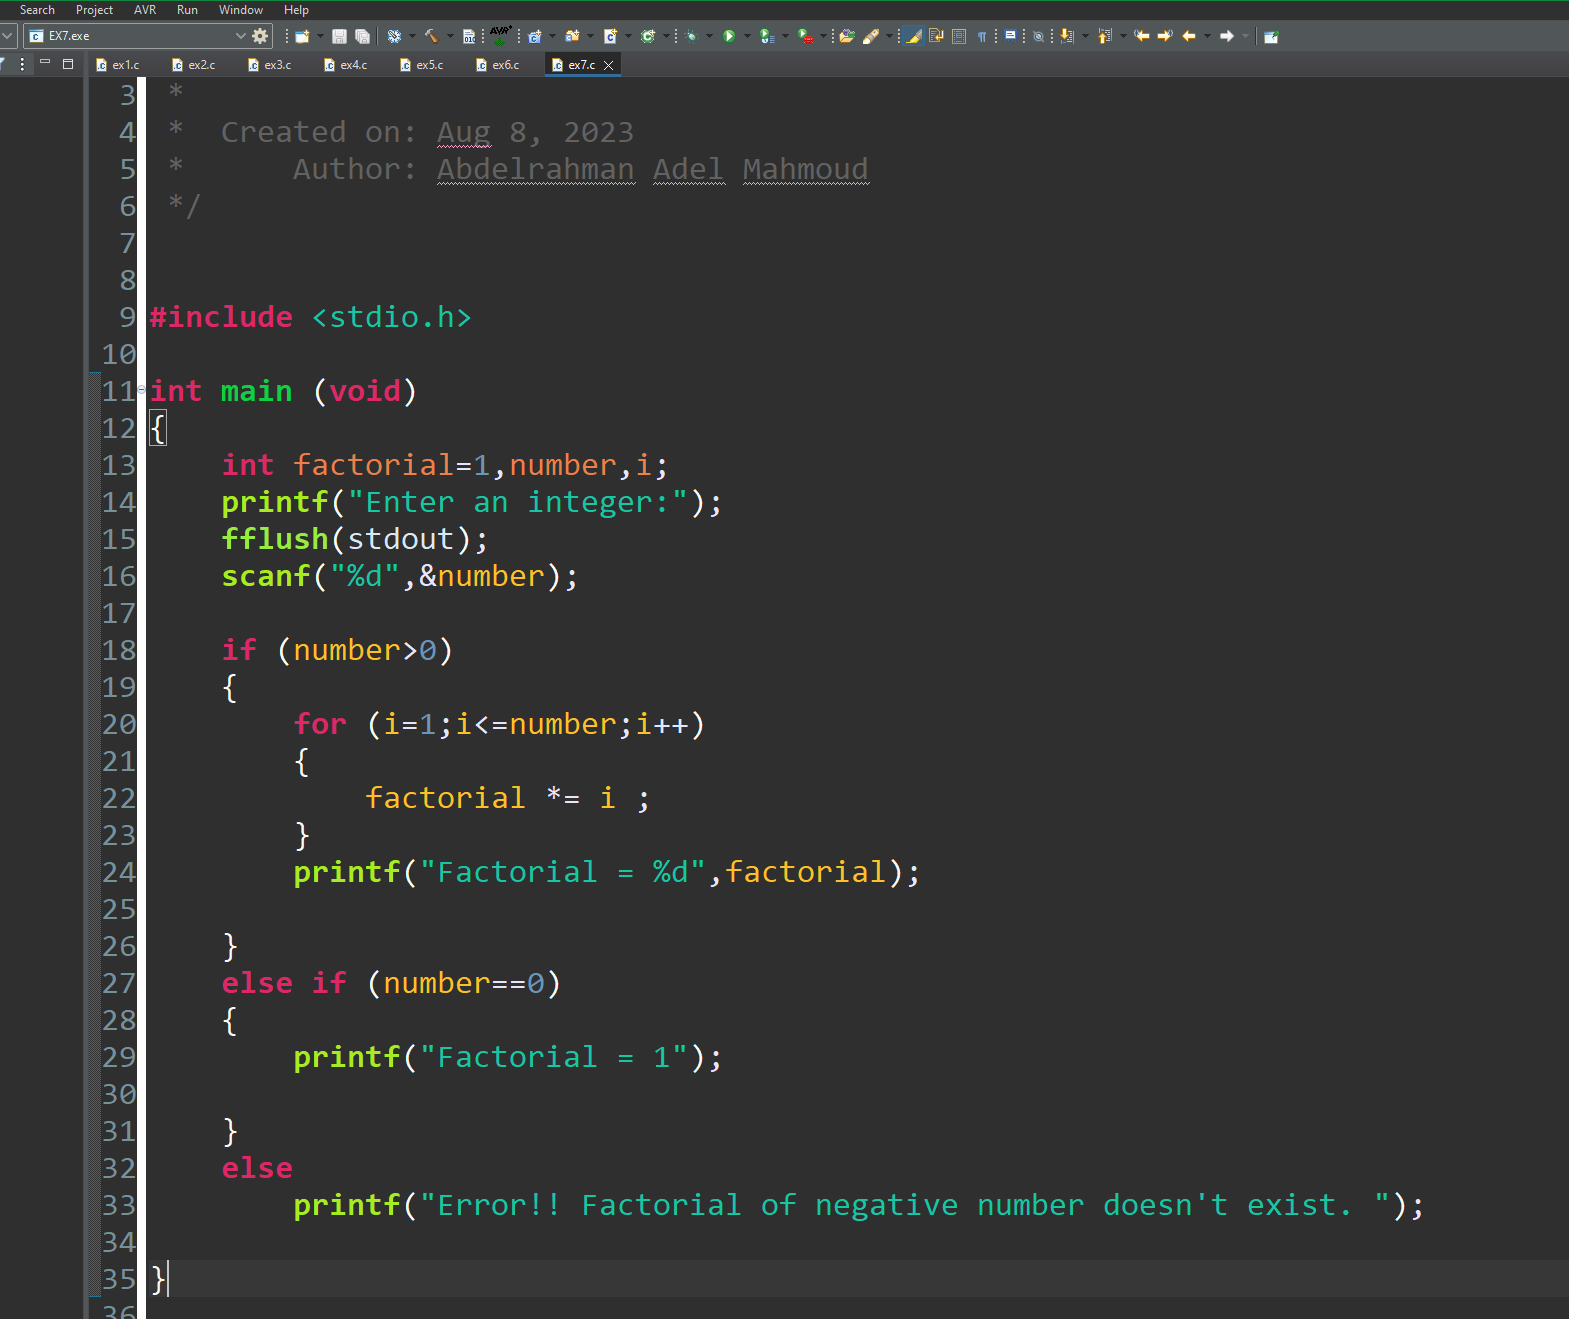 Search Project AVR Run Window Help
EX7.exe
ex1.c ex2.c ex3.c ex4.c ex5.c ex6.c ex7.c
3 *
4 *  Created on: Aug 8, 2023
5 *      Author: Abdelrahman Adel Mahmoud
6 */
7
8
9 #include <stdio.h>
10
11 int main (void)
12 {
13     int factorial=1,number,i;
14     printf("Enter an integer:");
15     fflush(stdout);
16     scanf("%d",&number);
17
18     if (number>0)
19     {
20         for (i=1;i<=number;i++)
21         {
22             factorial *= i ;
23         }
24         printf("Factorial = %d",factorial);
25
26     }
27     else if (number==0)
28     {
29         printf("Factorial = 1");
30
31     }
32     else
33         printf("Error!! Factorial of negative number doesn't exist. ");
34
35 }
36